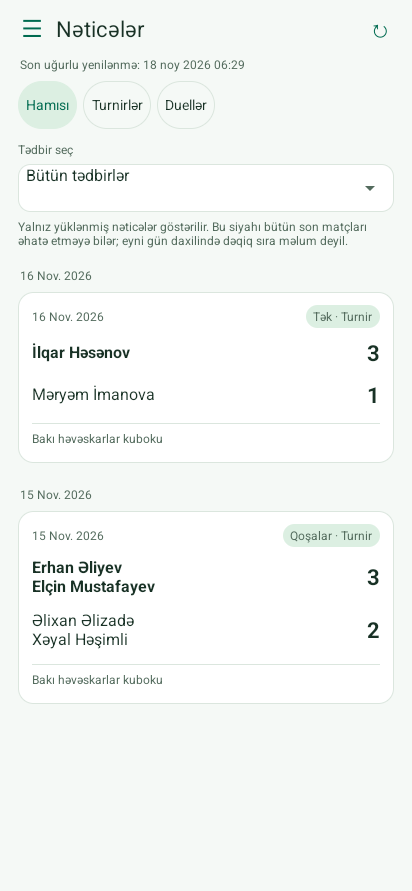 Nəticələr
Son uğurlu yenilənmə: 18 noy 2026 06:29
Hamısı Turnirlər Duellər
Tədbir seç
Bütün tədbirlər
Yalnız yüklənmiş nəticələr göstərilir. Bu siyahı bütün son matçları
əhatə etməyə bilər; eyni gün daxilində dəqiq sıra məlum deyil.
16 Nov. 2026
16 Nov. 2026 Tək · Turnir
İlqar Həsənov 3
Məryəm İmanova 1
Bakı həvəskarlar kuboku
15 Nov. 2026
15 Nov. 2026 Qoşalar · Turnir
Erhan Əliyev
Elçin Mustafayev 3
Əlixan Əlizadə
Xəyal Həşimli 2
Bakı həvəskarlar kuboku